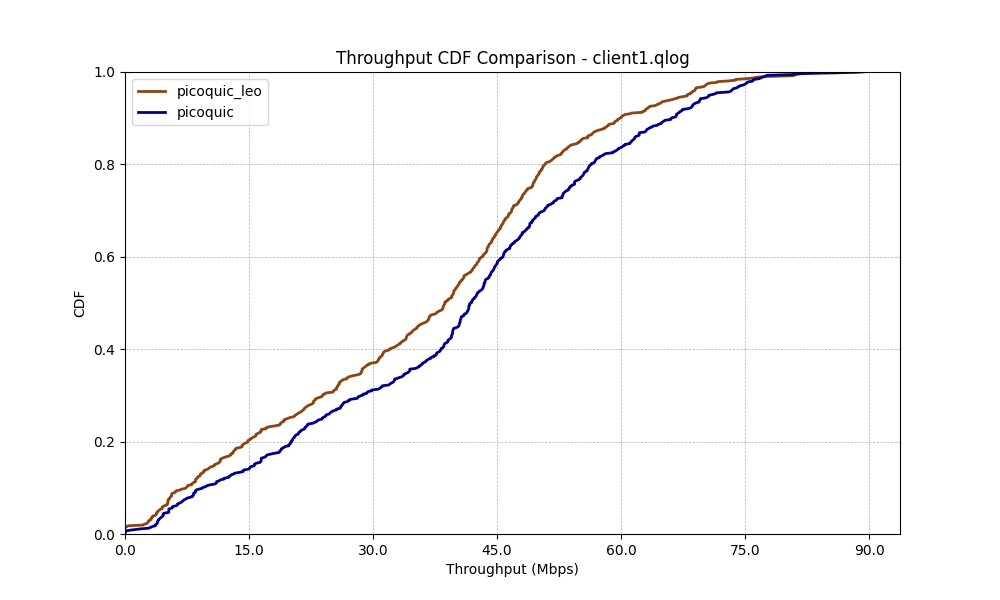 Throughput CDF Comparison - client1.qlog
picoquic_leo
picoquic
CDF
1.0
0.8
0.6
0.4
0.2
0.0
0.0 15.0 30.0 45.0 60.0 75.0 90.0
Throughput (Mbps)